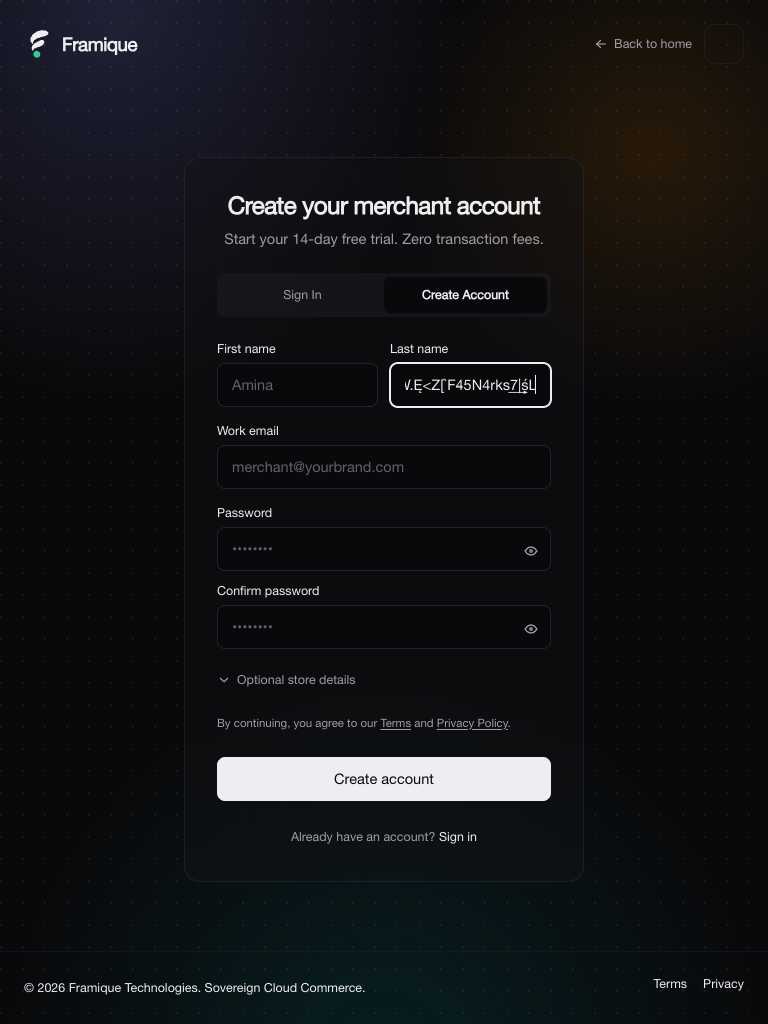 Framique
Back to home
Create your merchant account
Start your 14-day free trial. Zero transaction fees.
Sign In
Create Account
First name
Last name
Amina
Work email
merchant@yourbrand.com
Password
••••••••
Confirm password
••••••••
Optional store details
By continuing, you agree to our Terms and Privacy Policy.
Create account
Already have an account? Sign in
© 2026 Framique Technologies. Sovereign Cloud Commerce.
Terms
Privacy